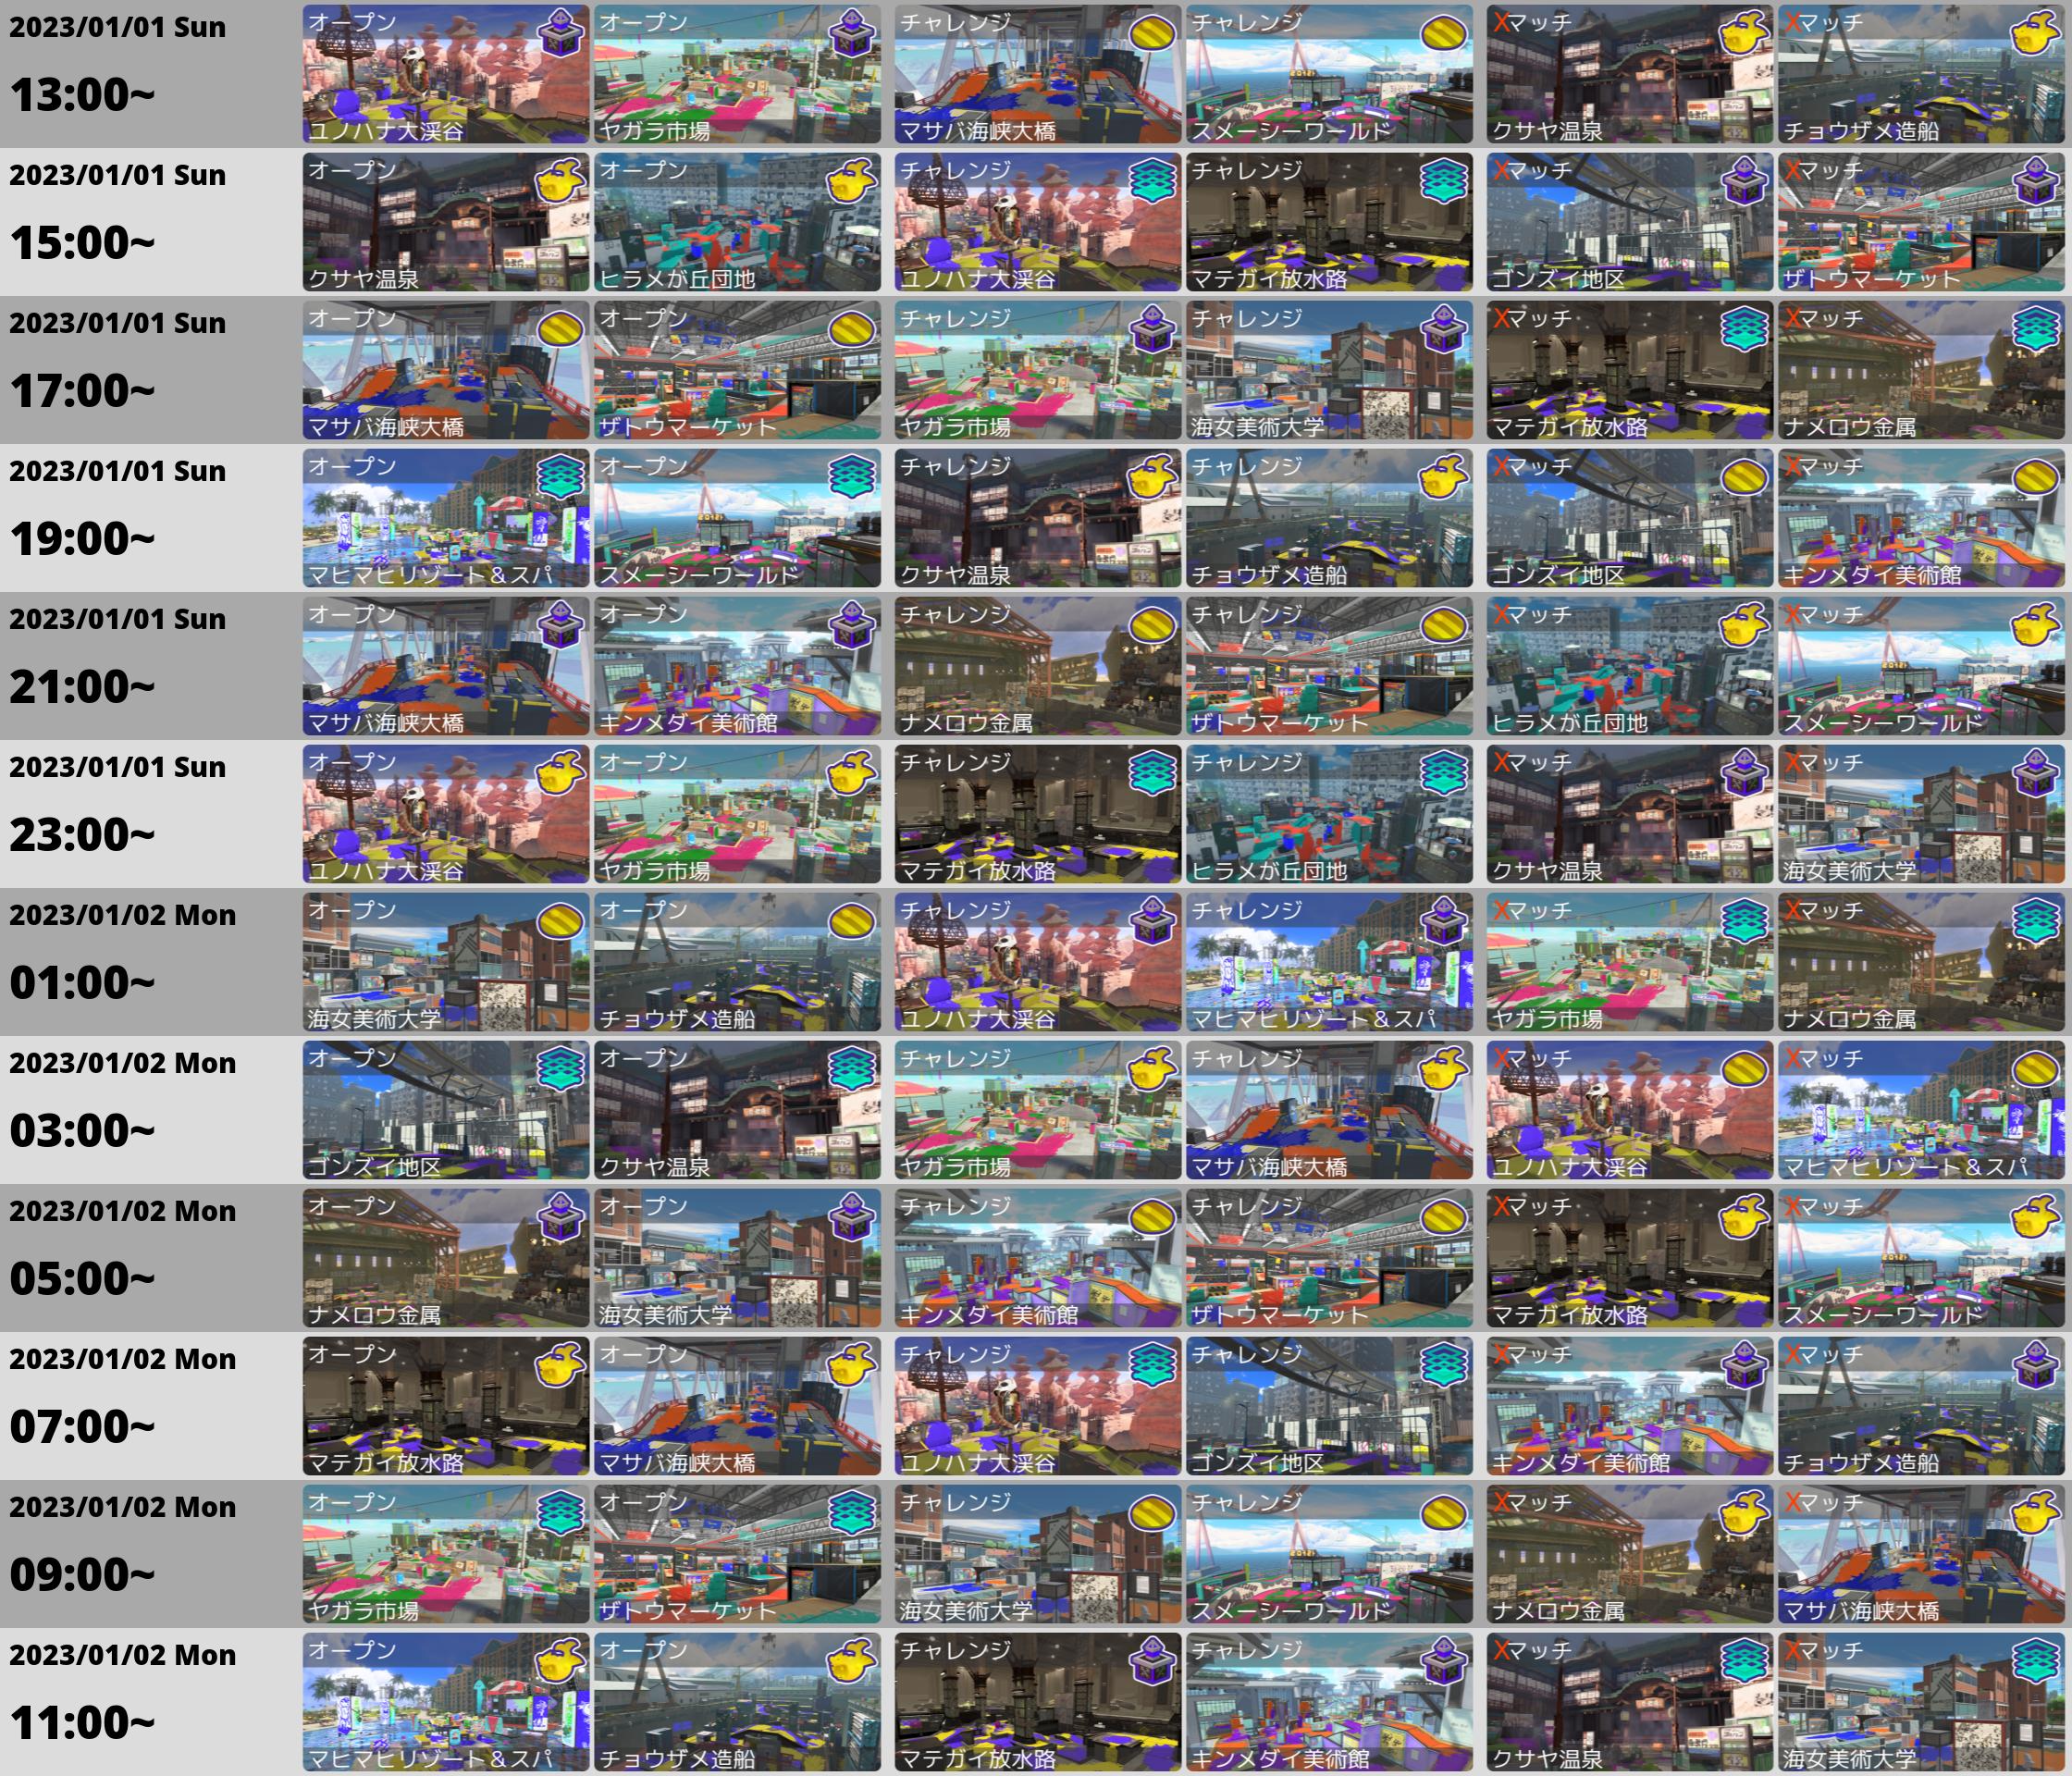 2023/01/01 Sun
13:00~
オープン
ユノハナ大渓谷
オープン
ヤガラ市場
チャレンジ
マサバ海峡大橋
チャレンジ
スメーシーワールド
Xマッチ
クサヤ温泉
Xマッチ
チョウザメ造船
2023/01/01 Sun
15:00~
オープン
クサヤ温泉
オープン
ヒラメが丘団地
チャレンジ
ユノハナ大渓谷
チャレンジ
マテガイ放水路
Xマッチ
ゴンズイ地区
Xマッチ
ザトウマーケット
2023/01/01 Sun
17:00~
オープン
マサバ海峡大橋
オープン
ザトウマーケット
チャレンジ
ヤガラ市場
チャレンジ
海女美術大学
Xマッチ
マテガイ放水路
Xマッチ
ナメロウ金属
2023/01/01 Sun
19:00~
オープン
マヒマヒリゾート＆スパ
オープン
スメーシーワールド
チャレンジ
クサヤ温泉
チャレンジ
チョウザメ造船
Xマッチ
ゴンズイ地区
Xマッチ
キンメダイ美術館
2023/01/01 Sun
21:00~
オープン
マサバ海峡大橋
オープン
キンメダイ美術館
チャレンジ
ナメロウ金属
チャレンジ
ザトウマーケット
Xマッチ
ヒラメが丘団地
Xマッチ
スメーシーワールド
2023/01/01 Sun
23:00~
オープン
ユノハナ大渓谷
オープン
ヤガラ市場
チャレンジ
マテガイ放水路
チャレンジ
ヒラメが丘団地
Xマッチ
クサヤ温泉
Xマッチ
海女美術大学
2023/01/02 Mon
01:00~
オープン
海女美術大学
オープン
チョウザメ造船
チャレンジ
ユノハナ大渓谷
チャレンジ
マヒマヒリゾート＆スパ
Xマッチ
ヤガラ市場
Xマッチ
ナメロウ金属
2023/01/02 Mon
03:00~
オープン
ゴンズイ地区
オープン
クサヤ温泉
チャレンジ
ヤガラ市場
チャレンジ
マサバ海峡大橋
Xマッチ
ユノハナ大渓谷
Xマッチ
マヒマヒリゾート＆スパ
2023/01/02 Mon
05:00~
オープン
ナメロウ金属
オープン
海女美術大学
チャレンジ
キンメダイ美術館
チャレンジ
ザトウマーケット
Xマッチ
マテガイ放水路
Xマッチ
スメーシーワールド
2023/01/02 Mon
07:00~
オープン
マテガイ放水路
オープン
マサバ海峡大橋
チャレンジ
ユノハナ大渓谷
チャレンジ
ゴンズイ地区
Xマッチ
キンメダイ美術館
Xマッチ
チョウザメ造船
2023/01/02 Mon
09:00~
オープン
ヤガラ市場
オープン
ザトウマーケット
チャレンジ
海女美術大学
チャレンジ
スメーシーワールド
Xマッチ
ナメロウ金属
Xマッチ
マサバ海峡大橋
2023/01/02 Mon
11:00~
オープン
マヒマヒリゾート＆スパ
オープン
チョウザメ造船
チャレンジ
マテガイ放水路
チャレンジ
キンメダイ美術館
Xマッチ
クサヤ温泉
Xマッチ
海女美術大学